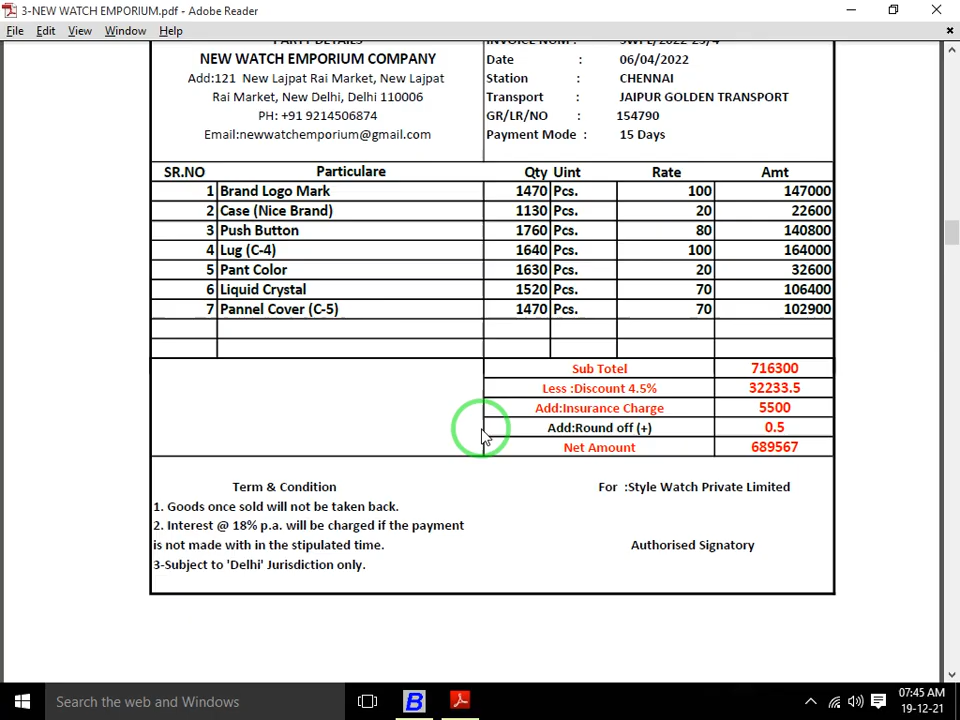 3-NEW WATCH EMPORIUM.pdf - Adobe Reader
File Edit View Window Help
PARTY DETAILS
NEW WATCH EMPORIUM COMPANY
Add:121 New Lajpat Rai Market, New Lajpat
Rai Market, New Delhi, Delhi 110006
PH: +91 9214506874
Email:newwatchemporium@gmail.com
Date : 06/04/2022
Station : CHENNAI
Transport : JAIPUR GOLDEN TRANSPORT
GR/LR/NO : 154790
Payment Mode : 15 Days
SR.NO Particulare Qty Uint Rate Amt
1 Brand Logo Mark 1470 Pcs. 100 147000
2 Case (Nice Brand) 1130 Pcs. 20 22600
3 Push Button 1760 Pcs. 80 140800
4 Lug (C-4) 1640 Pcs. 100 164000
5 Pant Color 1630 Pcs. 20 32600
6 Liquid Crystal 1520 Pcs. 70 106400
7 Pannel Cover (C-5) 1470 Pcs. 70 102900
Sub Totel 716300
Less :Discount 4.5% 32233.5
Add:Insurance Charge 5500
Add:Round off (+) 0.5
Net Amount 689567
Term & Condition
1. Goods once sold will not be taken back.
2. Interest @ 18% p.a. will be charged if the payment
is not made with in the stipulated time.
3-Subject to 'Delhi' Jurisdiction only.
For :Style Watch Private Limited
Authorised Signatory
Search the web and Windows
B
07:45 AM
19-12-21